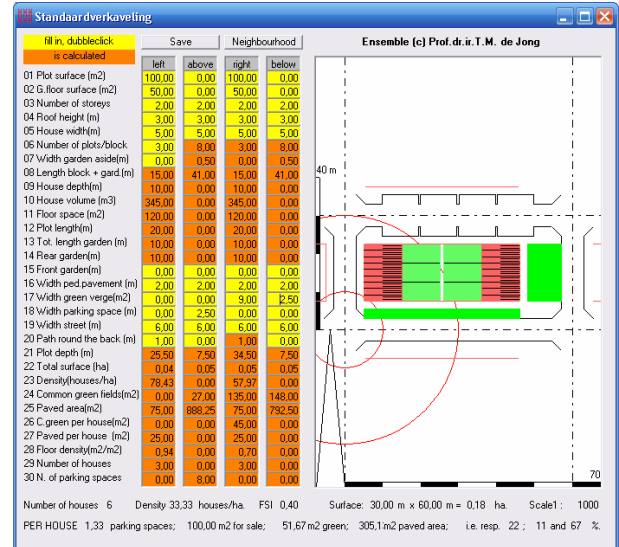 Standaardverkaveling
fill in, dubbleclick Save Neighbourhood Ensemble (c) Prof.dr.ir.T.M. de Jong
is calculated left above right below
01 Plot surface (m2) 100,00 0,00 100,00 0,00
02 G.floor surface (m2) 50,00 0,00 50,00 0,00
03 Number of storeys 2,00 2,00 2,00 2,00
04 Roof height (m) 3,00 3,00 3,00 3,00
05 House width(m) 5,00 5,00 5,00 5,00
06 Number of plots/block 3,00 8,00 3,00 8,00
07 Width garden aside(m) 0,00 0,50 0,00 0,50
08 Length block + gard.(m) 15,00 41,00 15,00 41,00
40 m
09 House depth(m) 10,00 0,00 10,00 0,00
10 House volume (m3) 345,00 0,00 345,00 0,00
11 Floor space (m2) 120,00 0,00 120,00 0,00
12 Plot length(m) 20,00 0,00 20,00 0,00
13 Tot. length garden (m) 10,00 0,00 10,00 0,00
14 Rear garden(m) 10,00 0,00 10,00 0,00
15 Front garden(m) 0,00 0,00 0,00 0,00
16 Width ped.pavement (m) 2,00 2,00 2,00 2,00
17 Width green verge(m2) 0,00 0,00 9,00 2,50
18 Width parking space (m) 0,00 2,50 0,00 0,00
19 Width street (m) 6,00 6,00 6,00 6,00
20 Path round the back (m) 1,00 0,00 1,00 0,00
21 Plot depth (m) 25,50 7,50 34,50 7,50
22 Total surface (ha) 0,04 0,05 0,05 0,05
23 Density(houses/ha) 78,43 0,00 57,97 0,00
24 Common green fields(m2) 0,00 27,00 135,00 148,00
25 Paved area(m2) 75,00 888,25 75,00 792,50
26 C.green per house(m2) 0,00 0,00 45,00 0,00
27 Paved per house (m2) 25,00 0,00 25,00 0,00
28 Floor density(m2/m2) 0,94 0,00 0,70 0,00
29 Number of houses 3,00 0,00 3,00 0,00
30 N. of parking spaces 0,00 8,00 0,00 0,00
70
Number of houses 6 Density 33,33 houses/ha. FSI 0,40 Surface: 30,00 m x 60,00 m = 0,18 ha. Scale1 : 1000
PER HOUSE 1,33 parking spaces; 100,00 m2 for sale; 51,67 m2 green; 305,1 m2 paved area; i.e. resp. 22 ; 11 and 67 %.